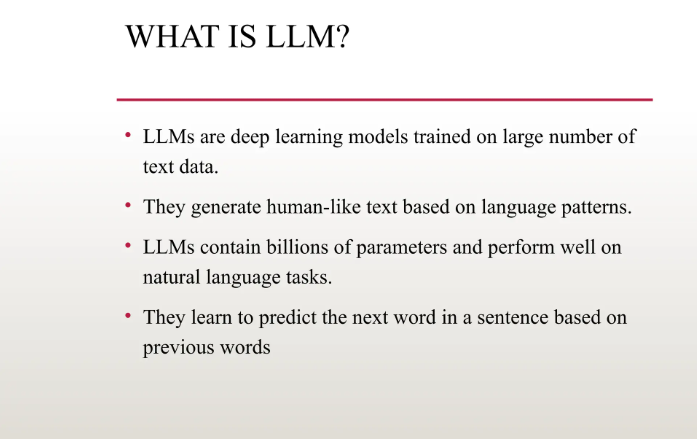 WHAT IS LLM?
• LLMs are deep learning models trained on large number of
text data.
• They generate human-like text based on language patterns.
• LLMs contain billions of parameters and perform well on
natural language tasks.
• They learn to predict the next word in a sentence based on
previous words